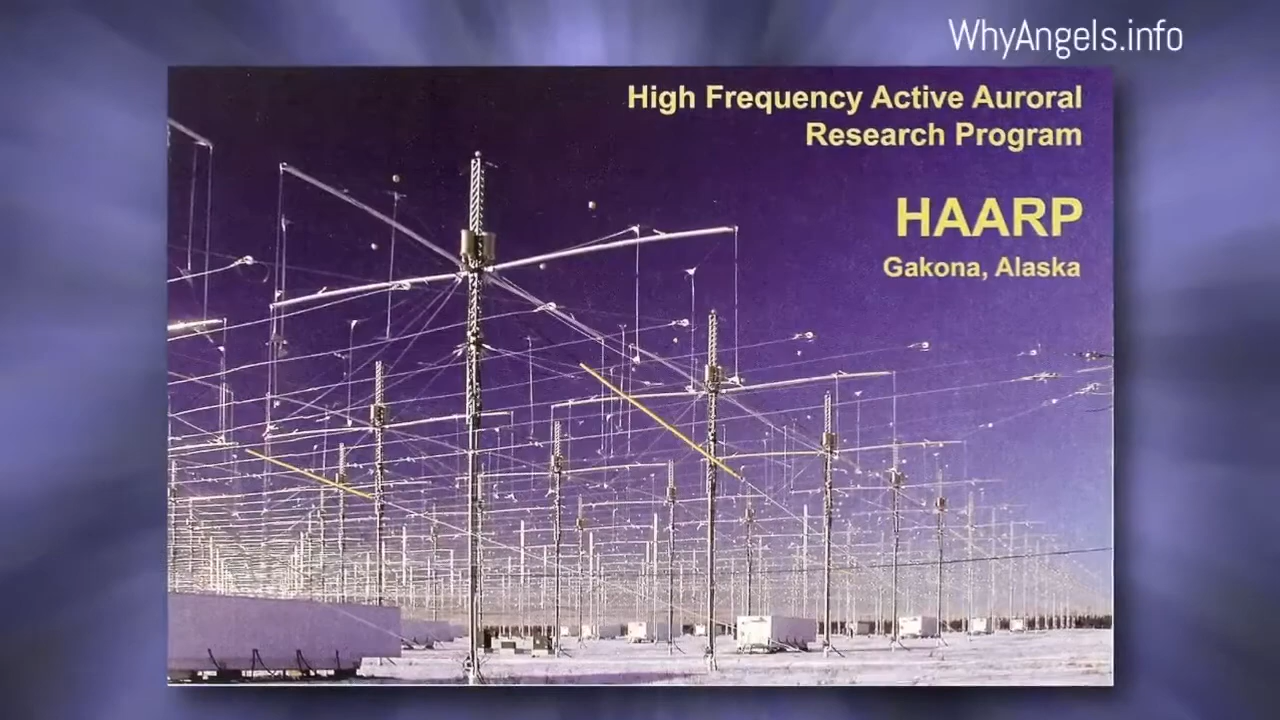 WhyAngels.info
High Frequency Active Auroral
Research Program
HAARP
Gakona, Alaska